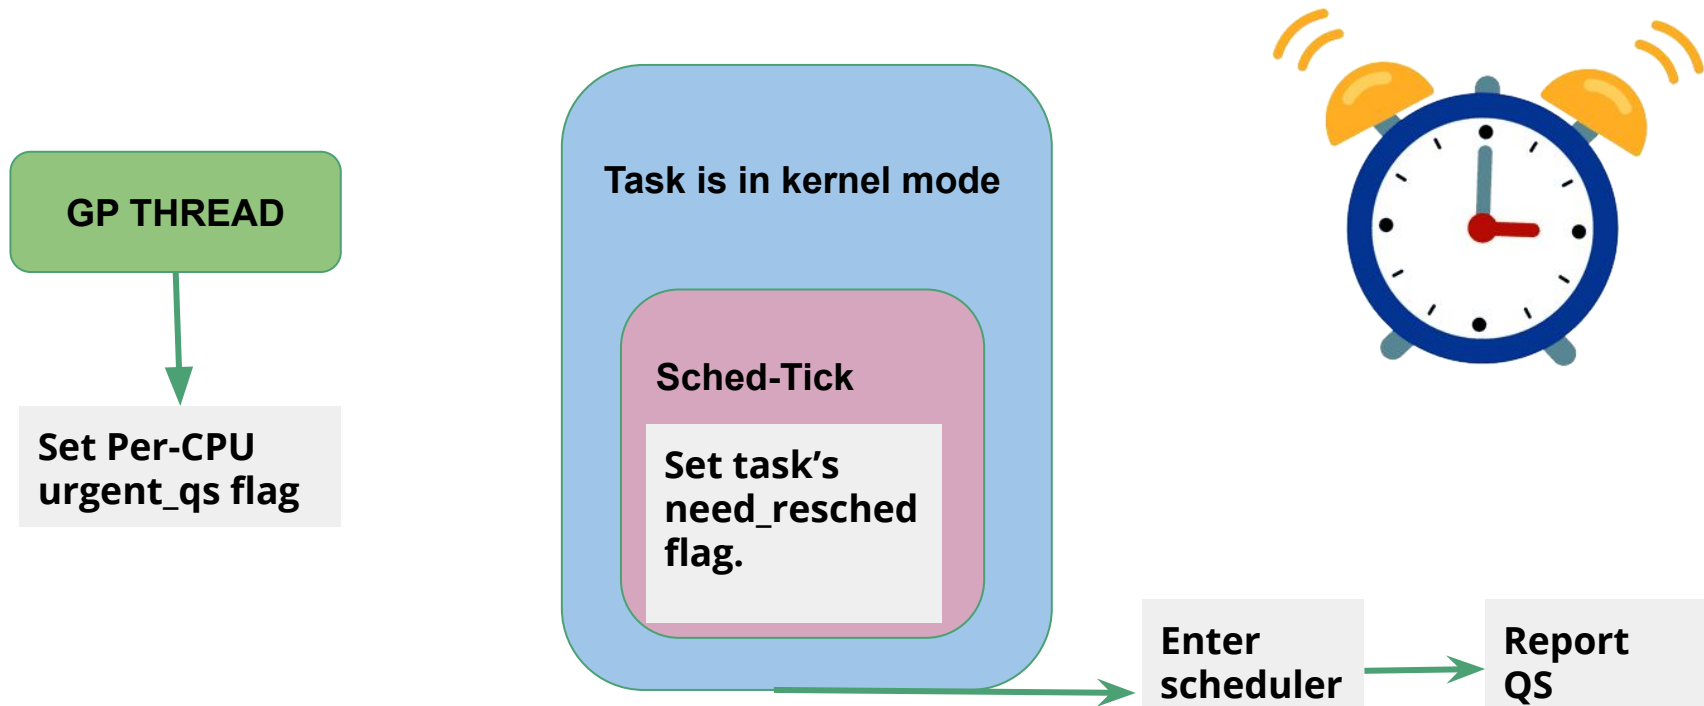 GP THREAD
Set Per-CPU
urgent_qs flag
Task is in kernel mode
Sched-Tick
Set task’s
need_resched
flag.
Enter
scheduler
Report
QS